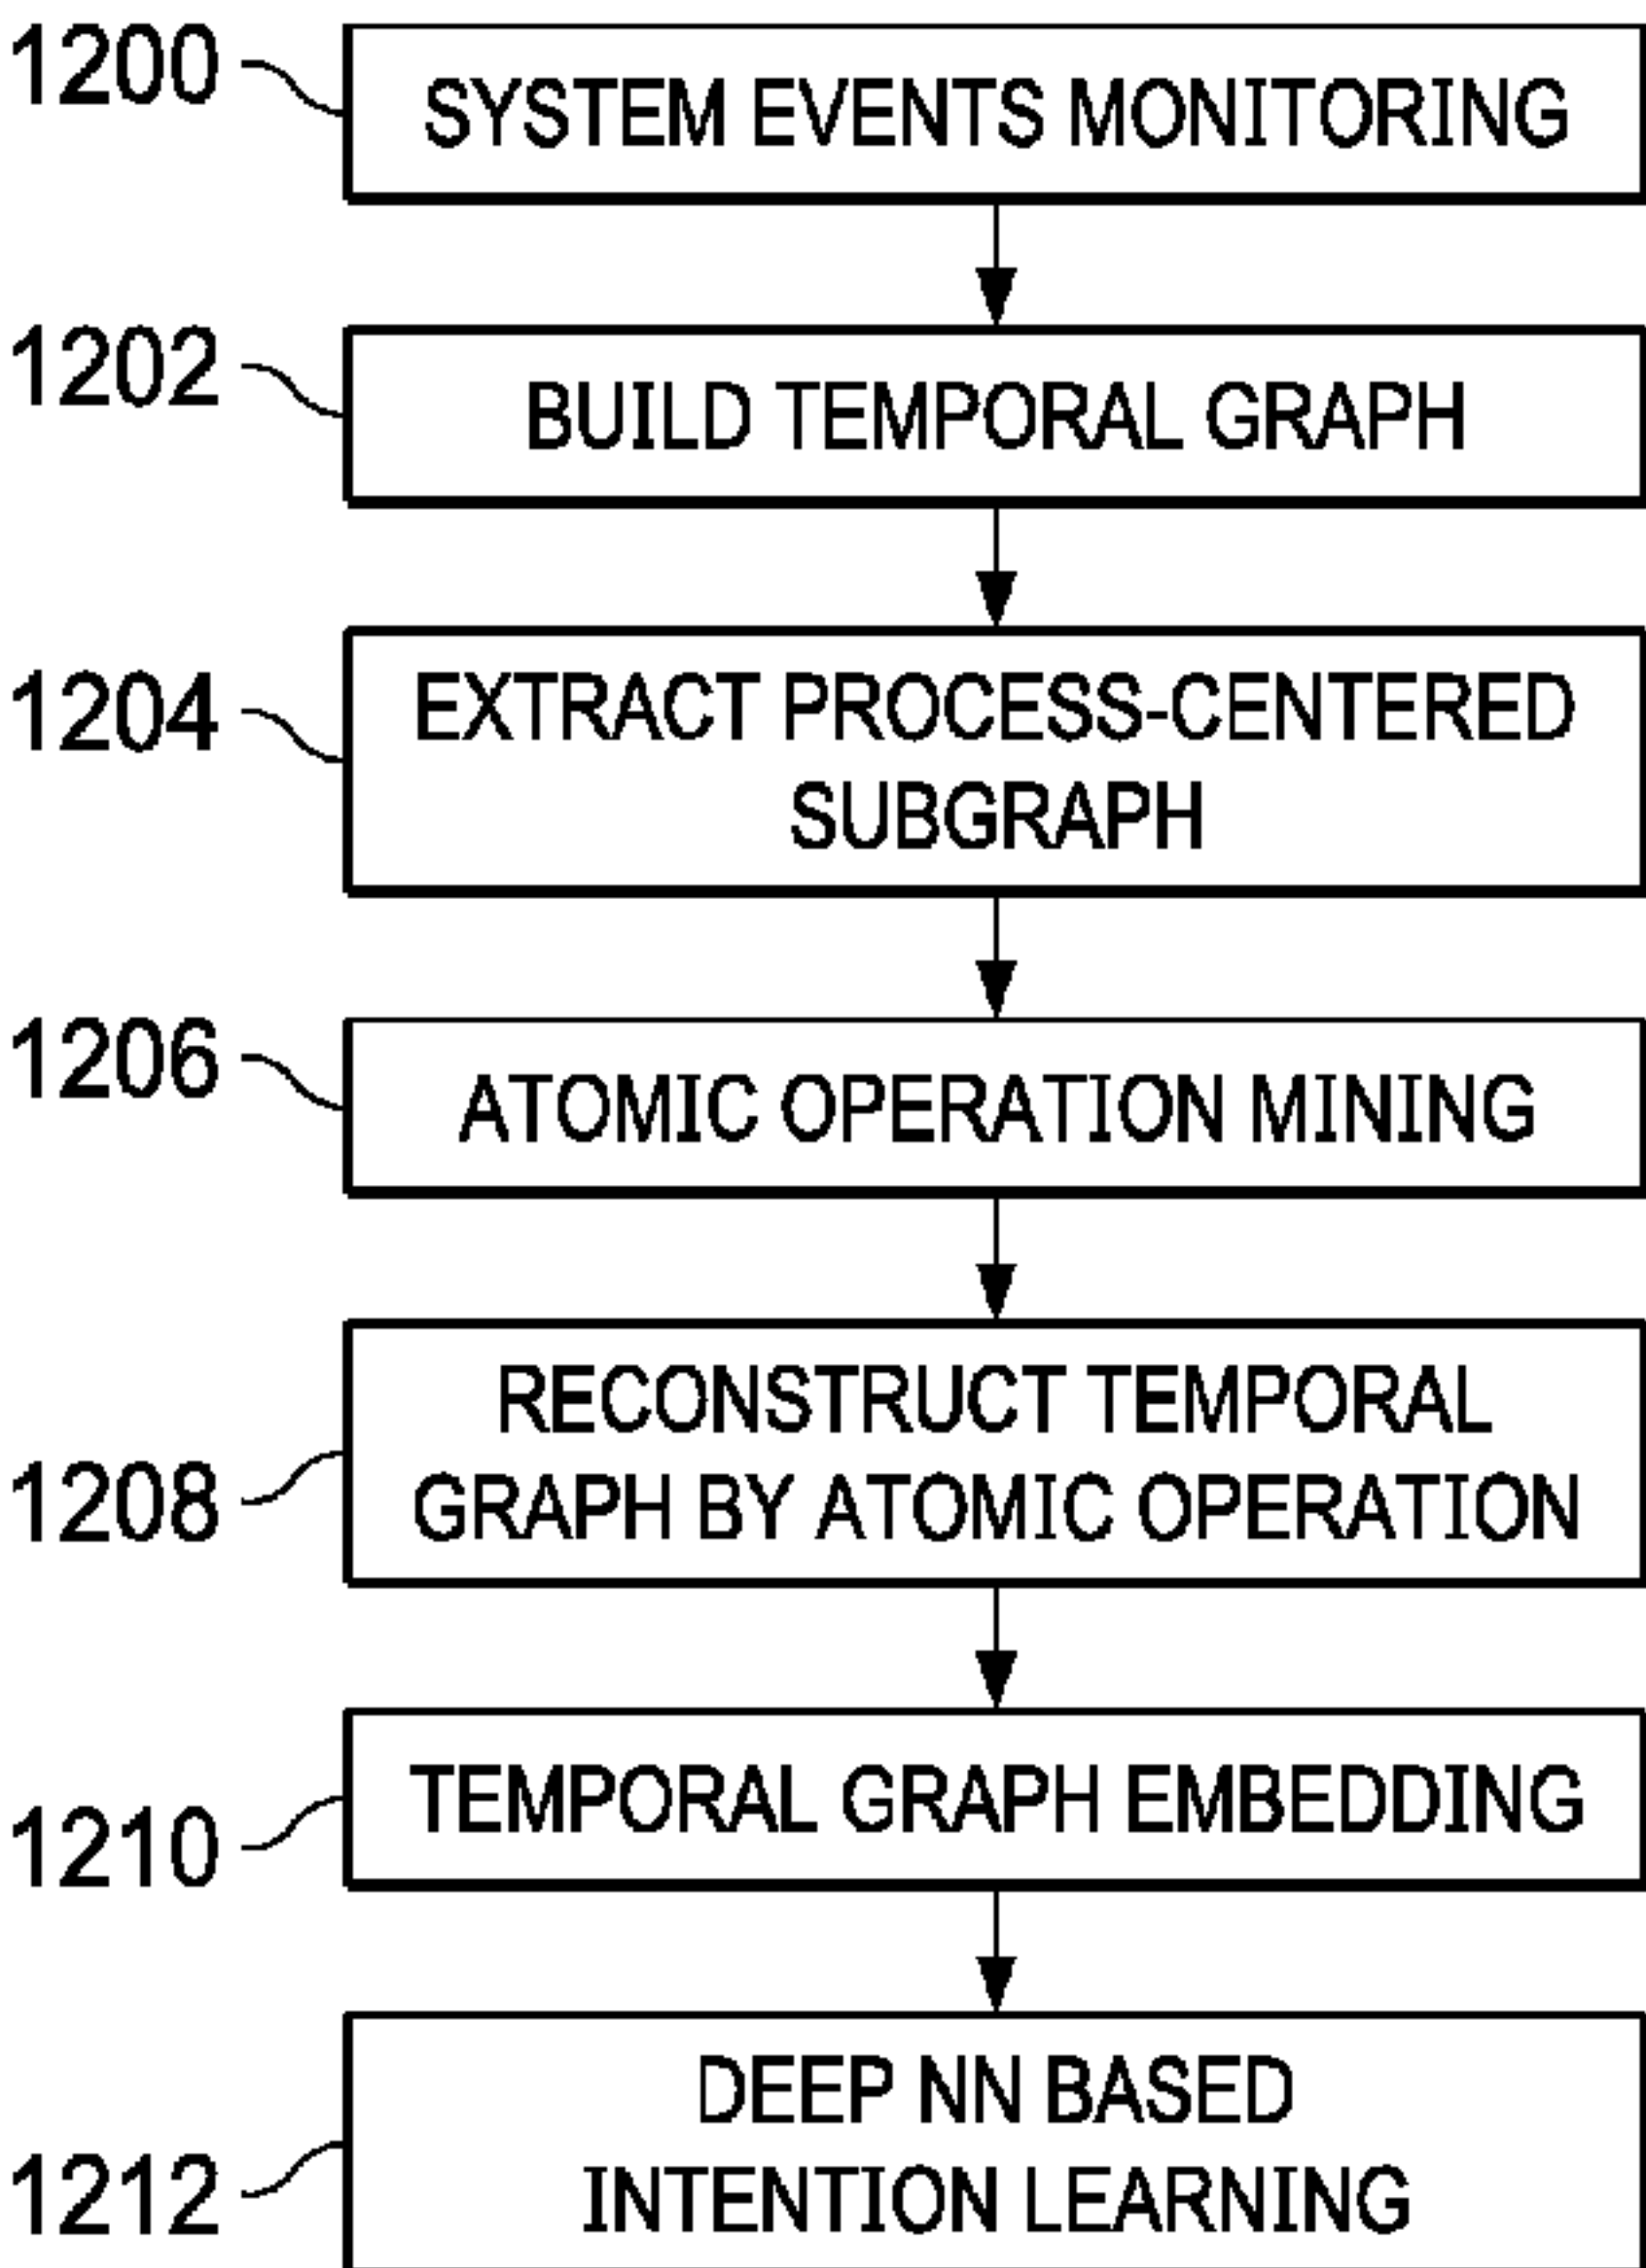 1200
SYSTEM EVENTS MONITORING
1202
BUILD TEMPORAL GRAPH
1204
EXTRACT PROCESS-CENTERED
SUBGRAPH
1206
ATOMIC OPERATION MINING
1208
RECONSTRUCT TEMPORAL
GRAPH BY ATOMIC OPERATION
1210
TEMPORAL GRAPH EMBEDDING
1212
DEEP NN BASED
INTENTION LEARNING